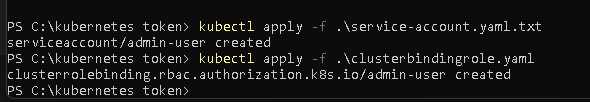 PS C:\kubernetes token> kubectl apply -f .\service-account.yaml.txt
serviceaccount/admin-user created
PS C:\kubernetes token> kubectl apply -f .\clusterbindingrole.yaml
clusterrolebinding.rbac.authorization.k8s.io/admin-user created
PS C:\kubernetes token>